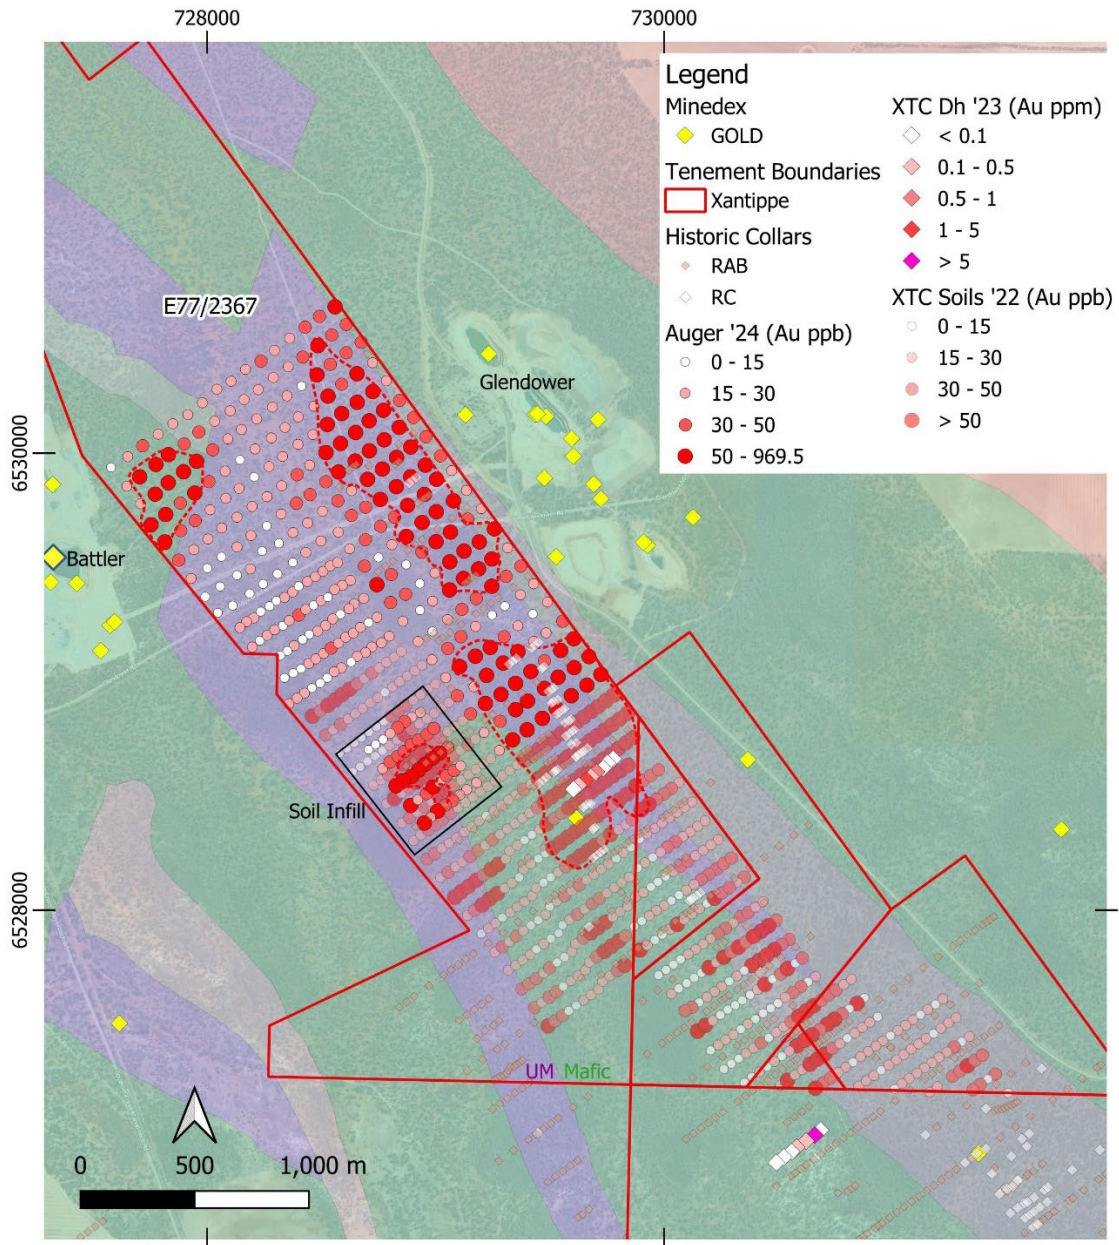 728000
730000
Legend
Minedex
GOLD
Tenement Boundaries
Xantippe
Historic Collars
RAB
RC
Auger '24 (Au ppb)
0 - 15
15 - 30
30 - 50
50 - 969.5
XTC Dh '23 (Au ppm)
< 0.1
0.1 - 0.5
0.5 - 1
1 - 5
> 5
XTC Soils '22 (Au ppb)
0 - 15
15 - 30
30 - 50
> 50
E77/2367
Glendower
6530000
Battler
Soil Infill
6528000
UM Mafic
0 500 1,000 m